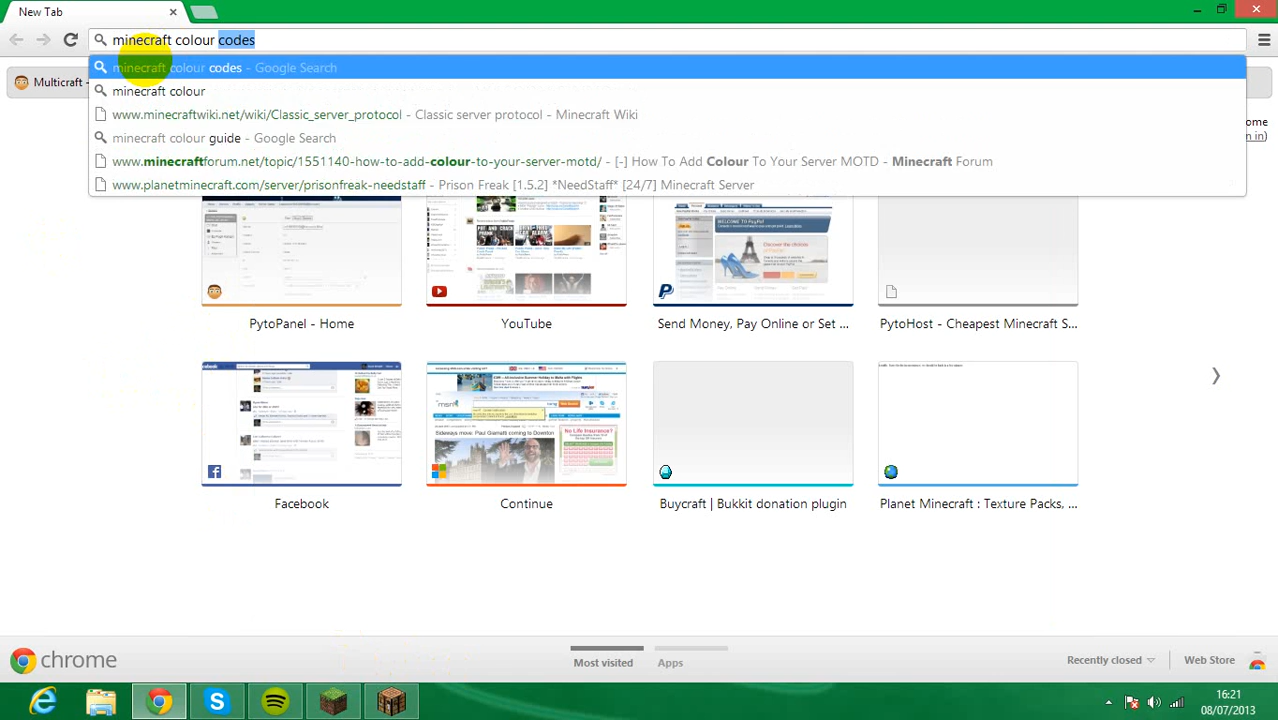 New Tab
minecraft colour codes
minecraft colour codes - Google Search
minecraft colour
www.minecraftwiki.net/wiki/Classic_server_protocol - Classic server protocol - Minecraft Wiki
minecraft colour guide - Google Search
www.minecraftforum.net/topic/1551140-how-to-add-colour-to-your-server-motd/ - [-] How To Add Colour To Your Server MOTD - Minecraft Forum
www.planetminecraft.com/server/prisonfreak-needstaff - Prison Freak [1.5.2] *NeedStaff* [24/7] Minecraft Server
Multicraft -
PytoPanel - Home
YouTube
Send Money, Pay Online or Set ...
PytoHost - Cheapest Minecraft S...
Facebook
Continue
Buycraft | Bukkit donation plugin
Planet Minecraft : Texture Packs, ...
chrome
Most visited
Apps
Recently closed
Web Store
16:21
08/07/2013